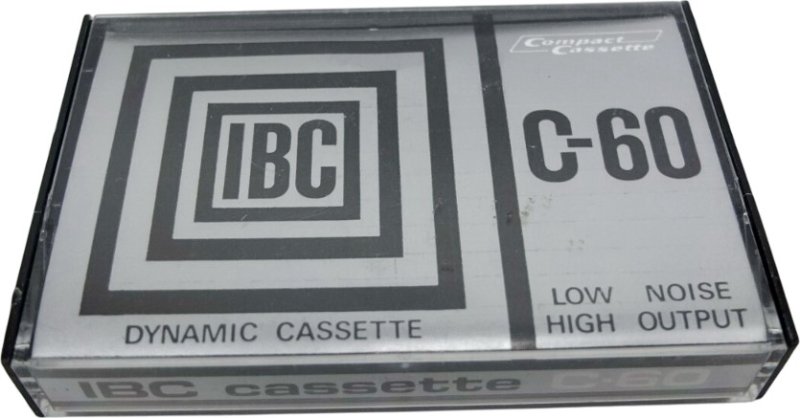 Compact
Cassette
IBC
C-60
DYNAMIC CASSETTE
LOW NOISE
HIGH OUTPUT
IBC cassette C-60